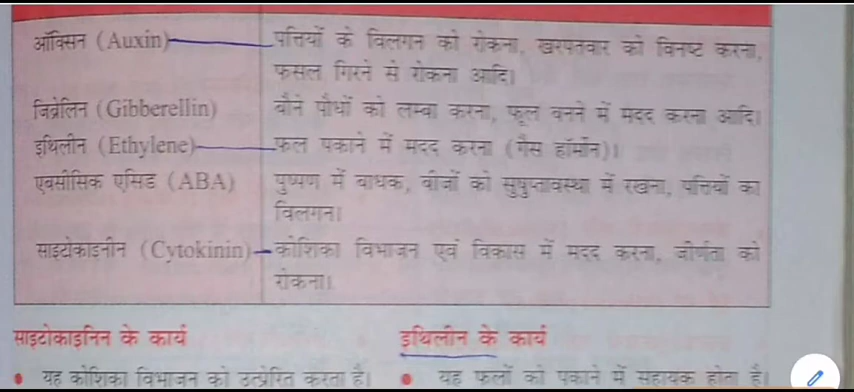 ऑक्सिन (Auxin) पत्तियों के विलगन को रोकना, खरपतवार को विनष्ट करना,
फसल गिरने से रोकना आदि।
जिब्रेलिन (Gibberellin) बौने पौधों को लम्बा करना, फूल बनने में मदद करना आदि।
इथिलीन (Ethylene) फल पकाने में मदद करना (गैस हॉर्मोन)।
एबसीसिक एसिड (ABA) पुष्पण में बाधक, बीजों को सुषुप्तावस्था में रखना, पत्तियों का
विलगन।
साइटोकाइनीन (Cytokinin) कोशिका विभाजन एवं विकास में मदद करना, जीर्णता को
रोकना।
साइटोकाइनिन के कार्य इथिलीन के कार्य
• यह कोशिका विभाजन को उत्प्रेरित करता है। • यह फलों को पकाने में सहायक होता है।